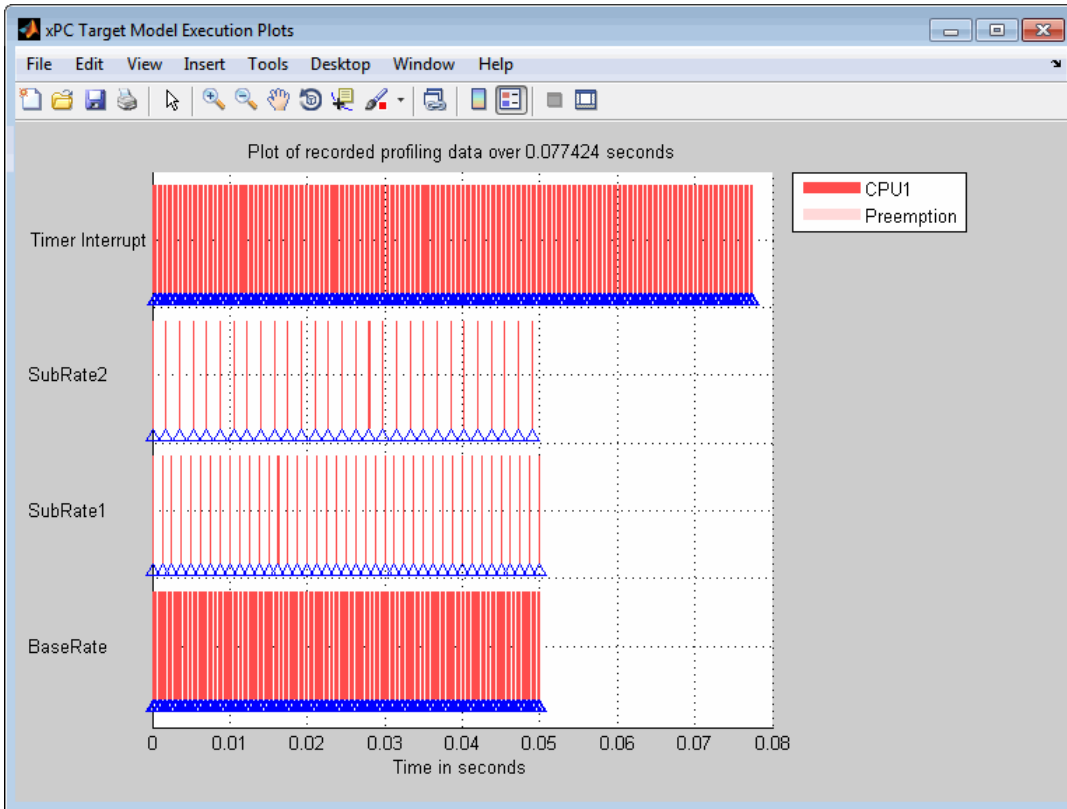 xPC Target Model Execution Plots
File Edit View Insert Tools Desktop Window Help
Plot of recorded profiling data over 0.077424 seconds
CPU1
Preemption
Timer Interrupt
SubRate2
SubRate1
BaseRate
0 0.01 0.02 0.03 0.04 0.05 0.06 0.07 0.08
Time in seconds